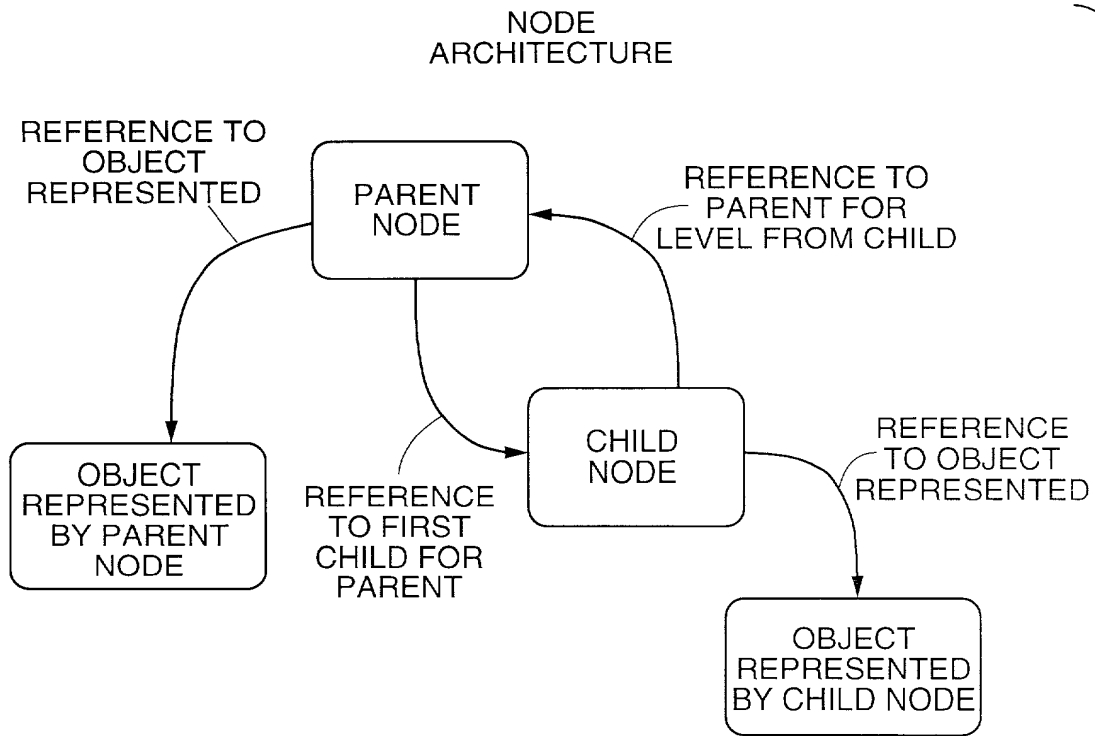 NODE
ARCHITECTURE
REFERENCE TO
OBJECT
REPRESENTED
PARENT
NODE
REFERENCE TO
PARENT FOR
LEVEL FROM CHILD
OBJECT
REPRESENTED
BY PARENT
NODE
REFERENCE
TO FIRST
CHILD FOR
PARENT
CHILD
NODE
REFERENCE
TO OBJECT
REPRESENTED
OBJECT
REPRESENTED
BY CHILD NODE